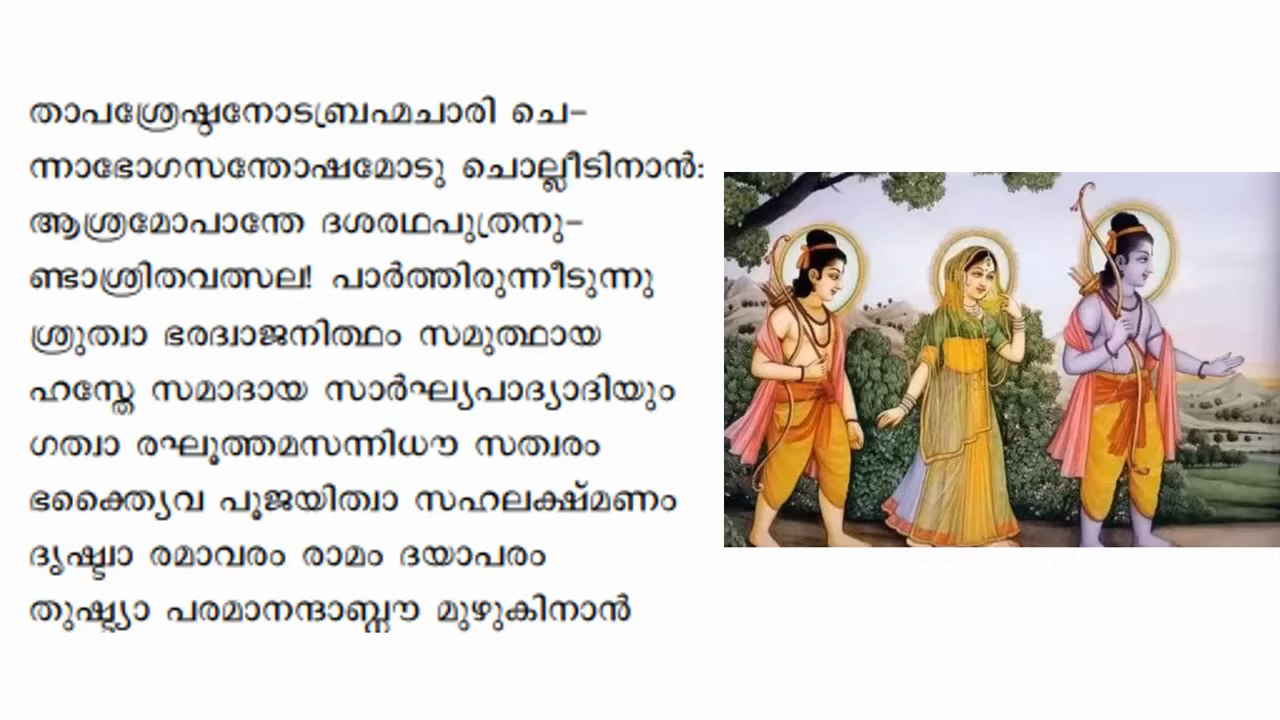 താപശ്രേഷ്ഠനോടബ്രഹ്മചാരി ചെ-
ന്നാഭോഗസന്തോഷമോടു ചൊല്ലീടിനാൻ:
ആശ്രമോപാന്തേ ദശരഥപുത്രനു-
ണ്ടാശ്രിതവത്സല! പാർത്തിരുന്നീടുന്നു
ശ്രുത്വാ ഭരദ്വാജനിത്ഥം സമുത്ഥായ
ഹസ്തേ സമാദായ സാർഘ്യപാദ്യാദിയും
ഗത്വാ രഘൂത്തമസന്നിധൗ സത്വരം
ഭക്ത്യൈവ പൂജയിത്വാ സഹലക്ഷ്മണം
ദൃഷ്ട്വാ രമാവരം രാമം ദയാപരം
തുഷ്ട്യാ പരമാനന്ദാബ്ധൗ മുഴുകിനാൻ